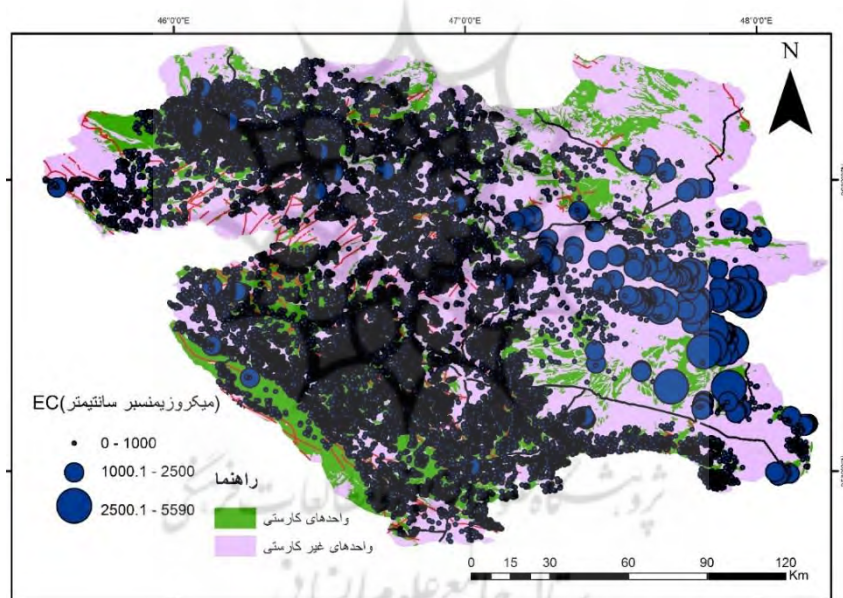 46°0'0"E
47°0'0"E
48°0'0"E
N
EC(میکروزیمنسبر سانتیمتر)
0 - 1000
1000.1 - 2500
2500.1 - 5590
راهنما
واحدهای کارستی
واحدهای غیر کارستی
0 15 30 60 90 120
Km